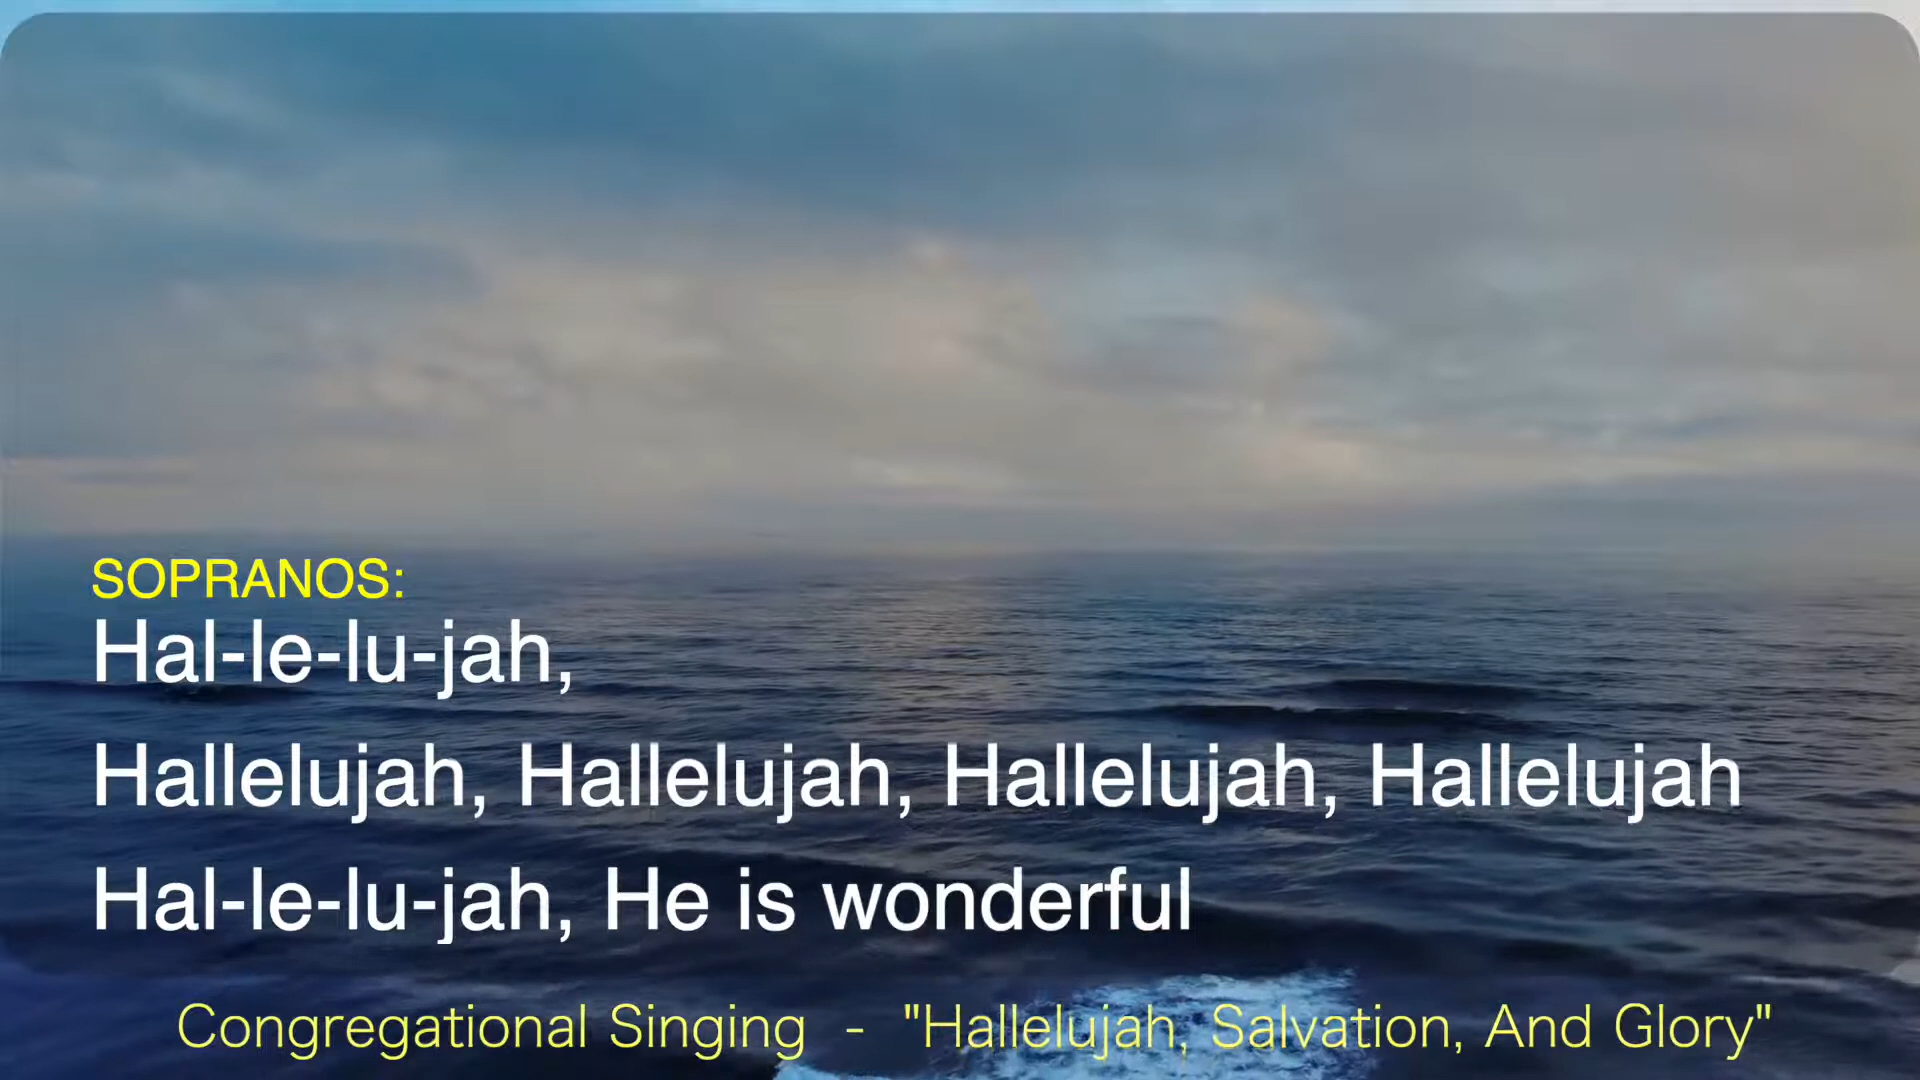 SOPRANOS:
Hal-le-lu-jah,
Hallelujah, Hallelujah, Hallelujah, Hallelujah
Hal-le-lu-jah, He is wonderful
Congregational Singing - "Hallelujah, Salvation, And Glory"